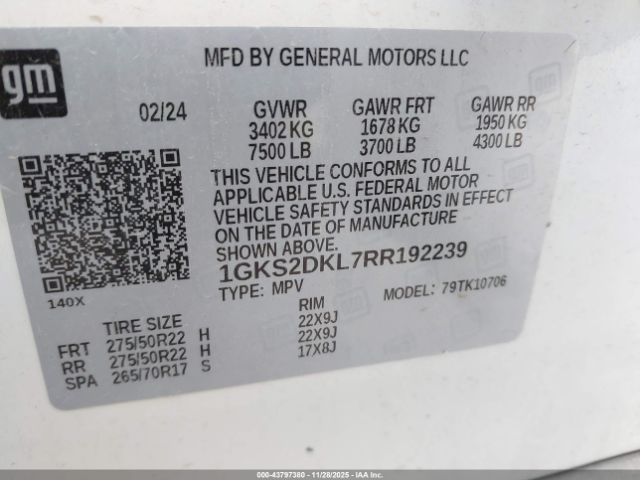 gm
MFD BY GENERAL MOTORS LLC
02/24 GVWR GAWR FRT GAWR RR
3402 KG 1678 KG 1950 KG
7500 LB 3700 LB 4300 LB
THIS VEHICLE CONFORMS TO ALL
APPLICABLE U.S. FEDERAL MOTOR
VEHICLE SAFETY STANDARDS IN EFFECT
ON THE DATE OF MANUFACTURE
SHOWN ABOVE.
1GKS2DKL7RR192239
TYPE: MPV MODEL: 79TK10706
140X
TIRE SIZE RIM
FRT 275/50R22 H 22X9J
RR 275/50R22 H 22X9J
SPA 265/70R17 S 17X8J
000-43797380 - 11/28/2025 - IAAI.COM